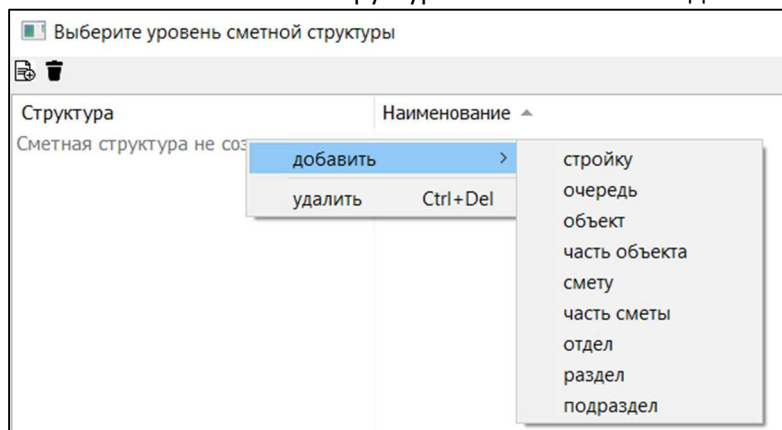 Выберите уровень сметной структуры
Структура Наименование
Сметная структура не соз
добавить >
удалить Ctrl+Del
стройку
очередь
объект
часть объекта
смету
часть сметы
отдел
раздел
подраздел